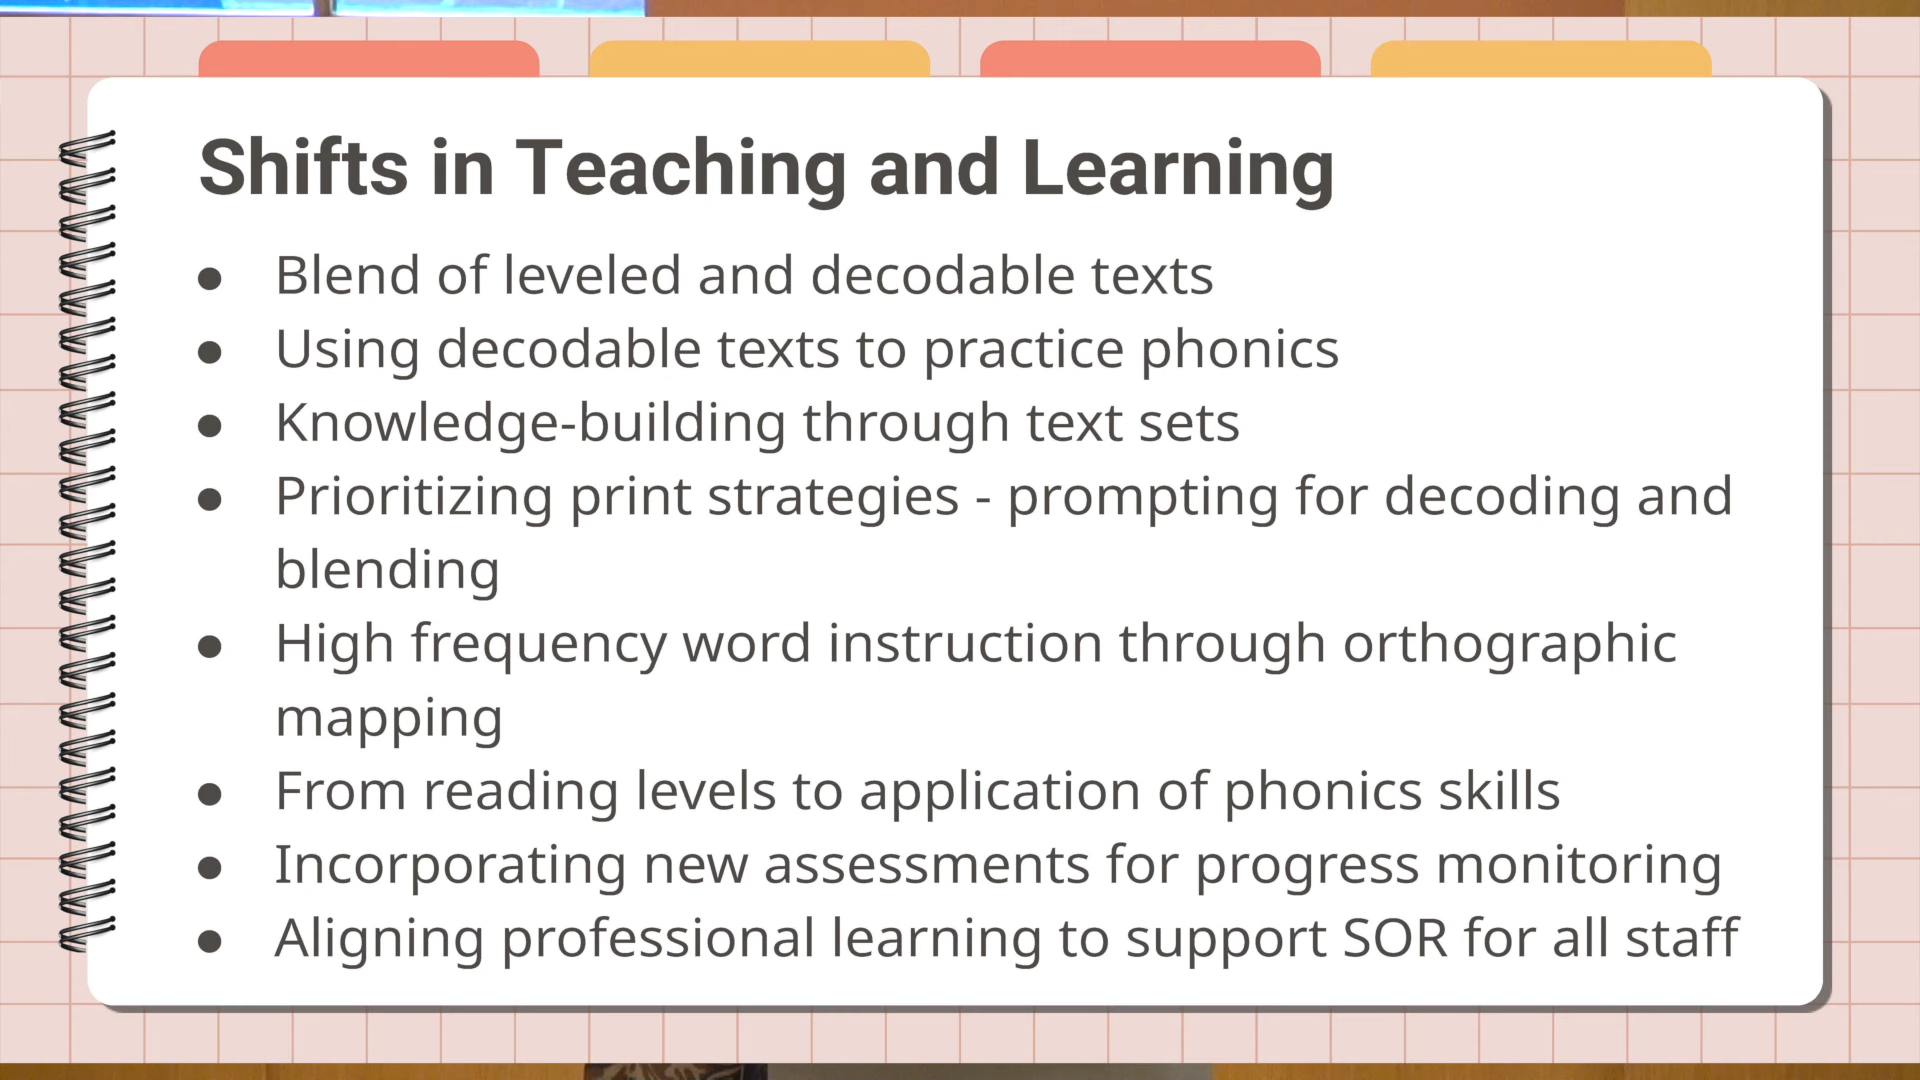 Shifts in Teaching and Learning
● Blend of leveled and decodable texts
● Using decodable texts to practice phonics
● Knowledge-building through text sets
● Prioritizing print strategies - prompting for decoding and
blending
● High frequency word instruction through orthographic
mapping
● From reading levels to application of phonics skills
● Incorporating new assessments for progress monitoring
● Aligning professional learning to support SOR for all staff